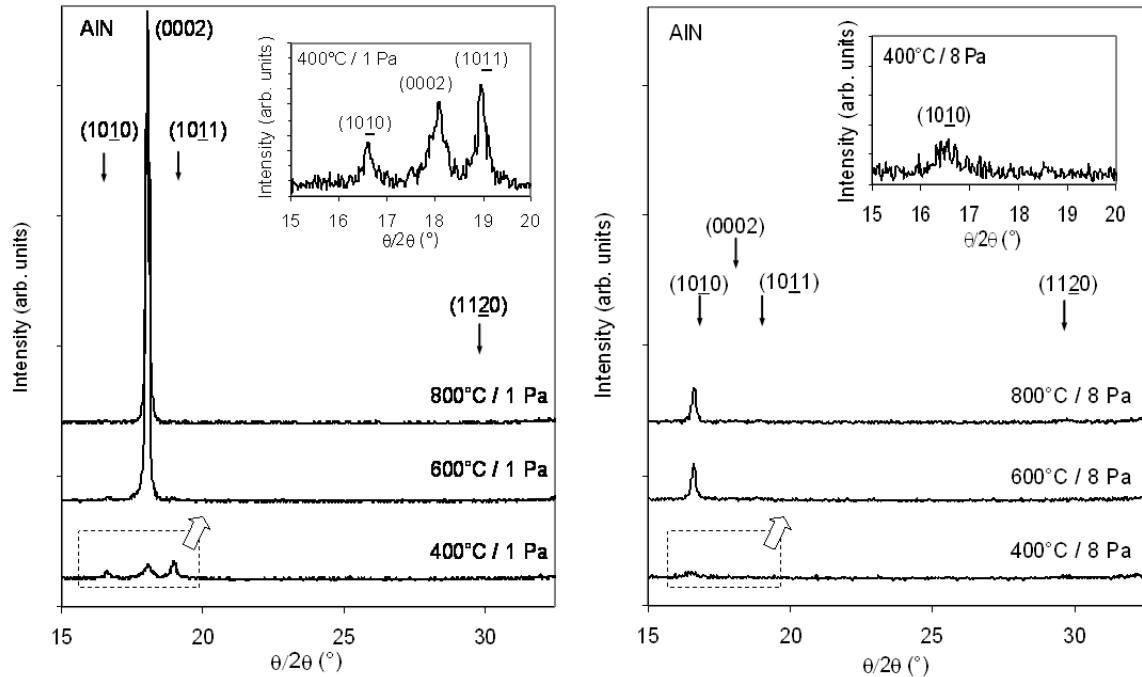 AlN
(0002)
400°C / 1 Pa
(1011)
(0002)
(1010)
Intensity (arb. units)
15 16 17 18 19 20
θ/2θ (°)
(1010)
(1011)
(1120)
800°C / 1 Pa
600°C / 1 Pa
400°C / 1 Pa
Intensity (arb. units)
15 20 25 30
θ/2θ (°)
AlN
400°C / 8 Pa
(1010)
Intensity (arb. units)
15 16 17 18 19 20
θ/2θ (°)
(0002)
(1010)
(1011)
(1120)
800°C / 8 Pa
600°C / 8 Pa
400°C / 8 Pa
Intensity (arb. units)
15 20 25 30
θ/2θ (°)